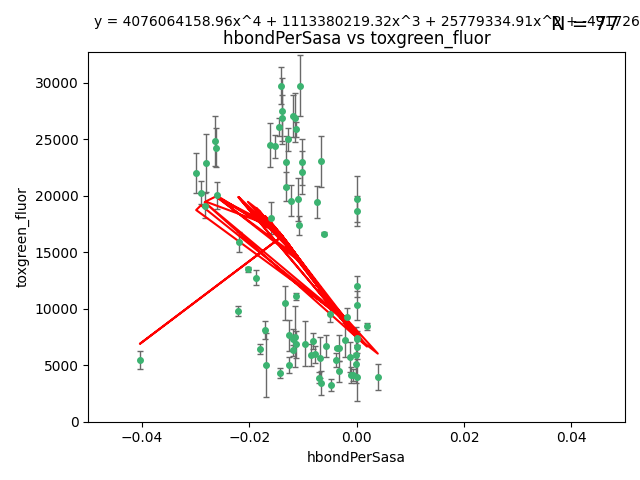 y = 4076064158.96x^4 + 1113380219.32x^3 + 25779334.91x^2 +
N = 77
hbondPerSasa vs toxgreen_fluor
30000
25000
20000
15000
10000
5000
0
toxgreen_fluor
−0.04
−0.02
0.00
0.02
0.04
hbondPerSasa